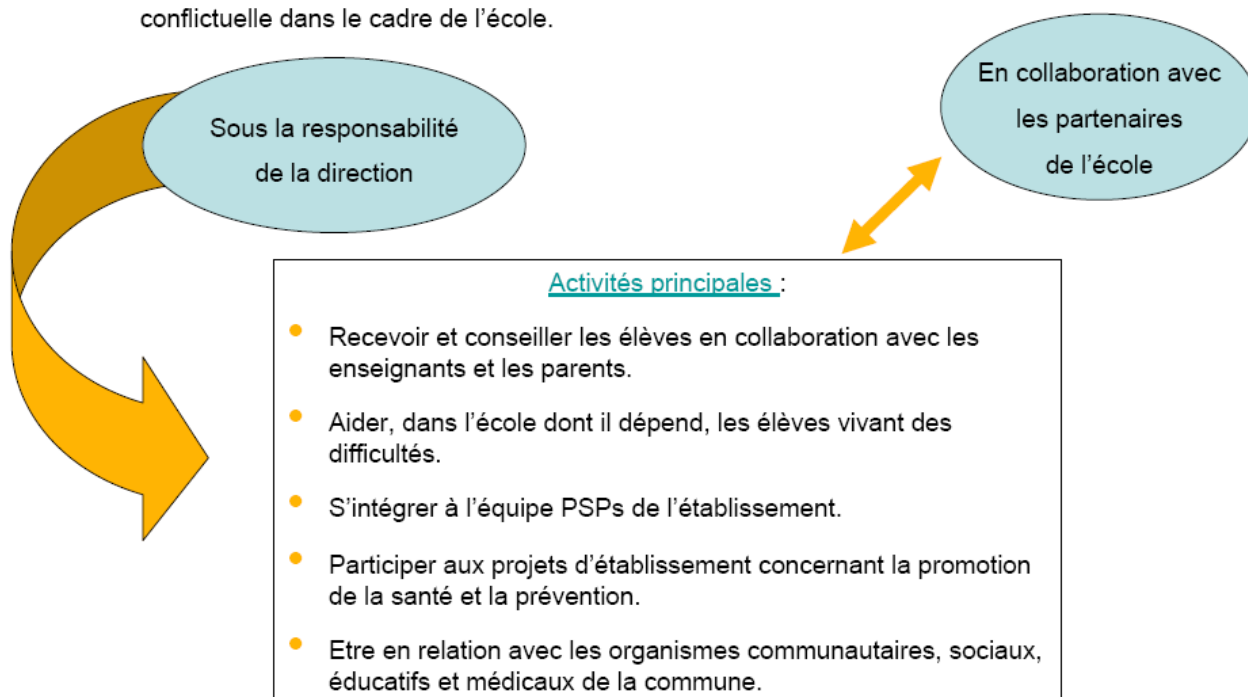 conflictuelle dans le cadre de l’école.
Sous la responsabilité
de la direction
En collaboration avec
les partenaires
de l’école
Activités principales :
Recevoir et conseiller les élèves en collaboration avec les
enseignants et les parents.
Aider, dans l’école dont il dépend, les élèves vivant des
difficultés.
S’intégrer à l’équipe PSPs de l’établissement.
Participer aux projets d’établissement concernant la promotion
de la santé et la prévention.
Etre en relation avec les organismes communautaires, sociaux,
éducatifs et médicaux de la commune.